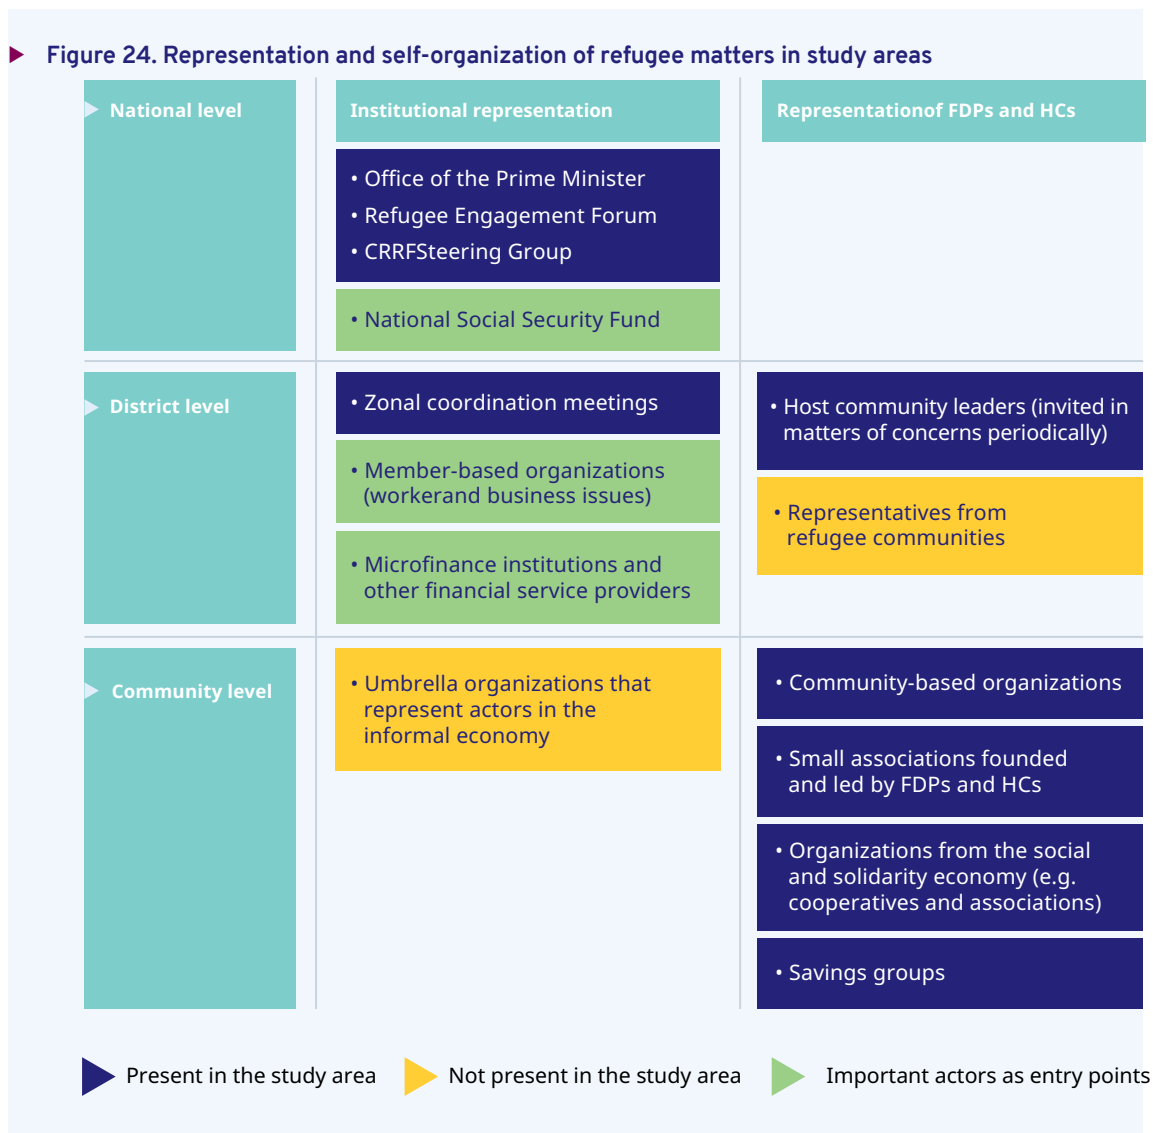 Figure 24. Representation and self-organization of refugee matters in study areas
National level
Institutional representation
Representationof FDPs and HCs
• Office of the Prime Minister
• Refugee Engagement Forum
• CRRFSteering Group
• National Social Security Fund
District level
• Zonal coordination meetings
• Member-based organizations
(workerand business issues)
• Microfinance institutions and
other financial service providers
• Host community leaders (invited in
matters of concerns periodically)
• Representatives from
refugee communities
Community level
• Umbrella organizations that
represent actors in the
informal economy
• Community-based organizations
• Small associations founded
and led by FDPs and HCs
• Organizations from the social
and solidarity economy (e.g.
cooperatives and associations)
• Savings groups
Present in the study area
Not present in the study area
Important actors as entry points